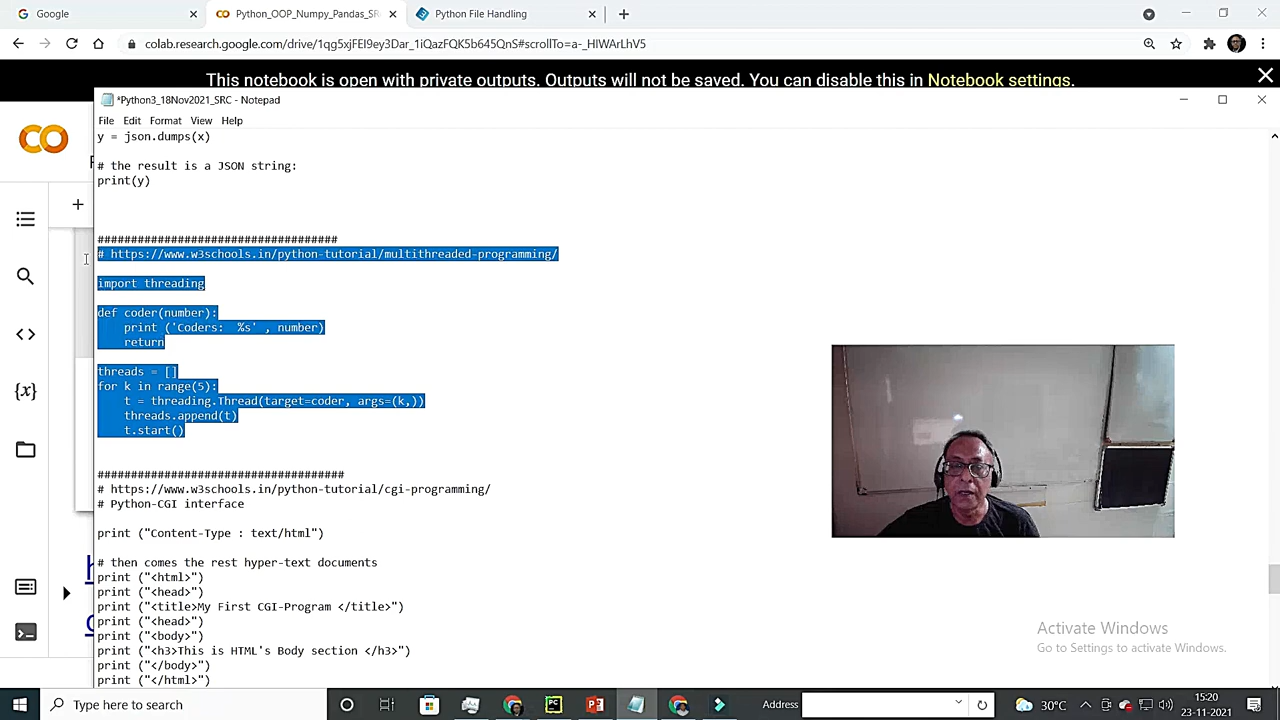 Google
Python_OOP_Numpy_Pandas_SR
Python File Handling
colab.research.google.com/drive/1qg5xjFEI9ey3Dar_1iQazFQK5b645QnS#scrollTo=a-_HIWArLhV5
This notebook is open with private outputs. Outputs will not be saved. You can disable this in Notebook settings.
*Python3_18Nov2021_SRC - Notepad
File Edit Format View Help
y = json.dumps(x)
# the result is a JSON string:
print(y)
####################################
# https://www.w3schools.in/python-tutorial/multithreaded-programming/
import threading
def coder(number):
print ('Coders:  %s' , number)
return
threads = []
for k in range(5):
t = threading.Thread(target=coder, args=(k,))
threads.append(t)
t.start()
#####################################
# https://www.w3schools.in/python-tutorial/cgi-programming/
# Python-CGI interface
print ("Content-Type : text/html")
# then comes the rest hyper-text documents
print ("<html>")
print ("<head>")
print ("<title>My First CGI-Program </title>")
print ("<head>")
print ("<body>")
print ("<h3>This is HTML's Body section </h3>")
print ("</body>")
print ("</html>")
Activate Windows
Go to Settings to activate Windows.
Type here to search
Address
30°C
15:20
23-11-2021